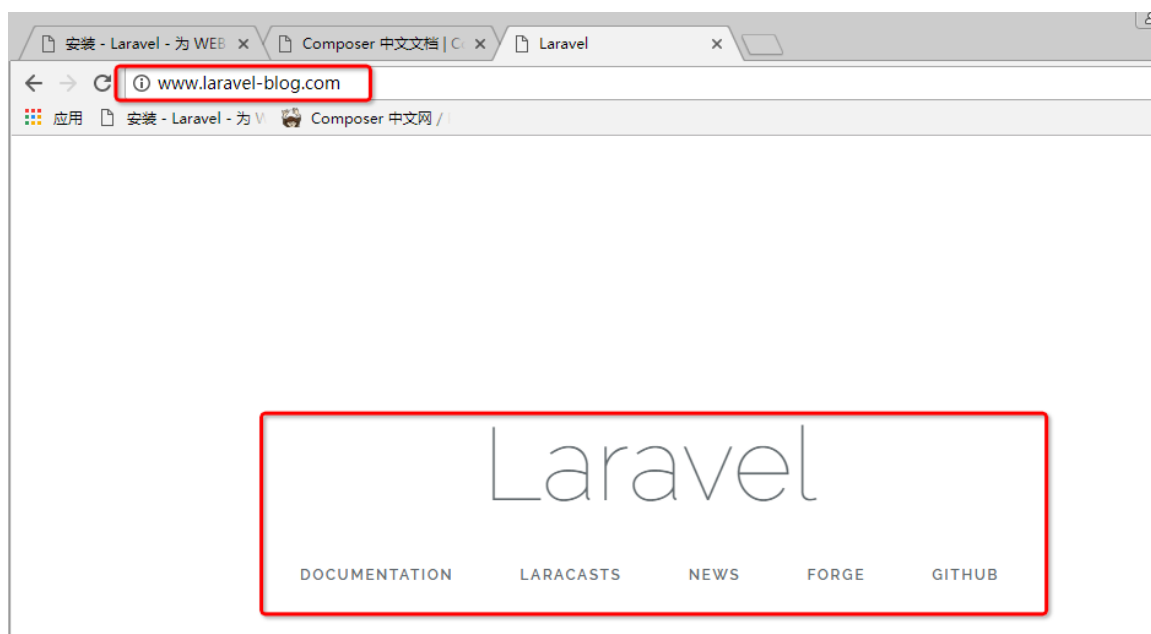 安装 - Laravel - 为 WEB Composer 中文文档 | Co Laravel
www.laravel-blog.com
应用 安装 - Laravel - 为 W Composer 中文网 /
Laravel
DOCUMENTATION LARACASTS NEWS FORGE GITHUB